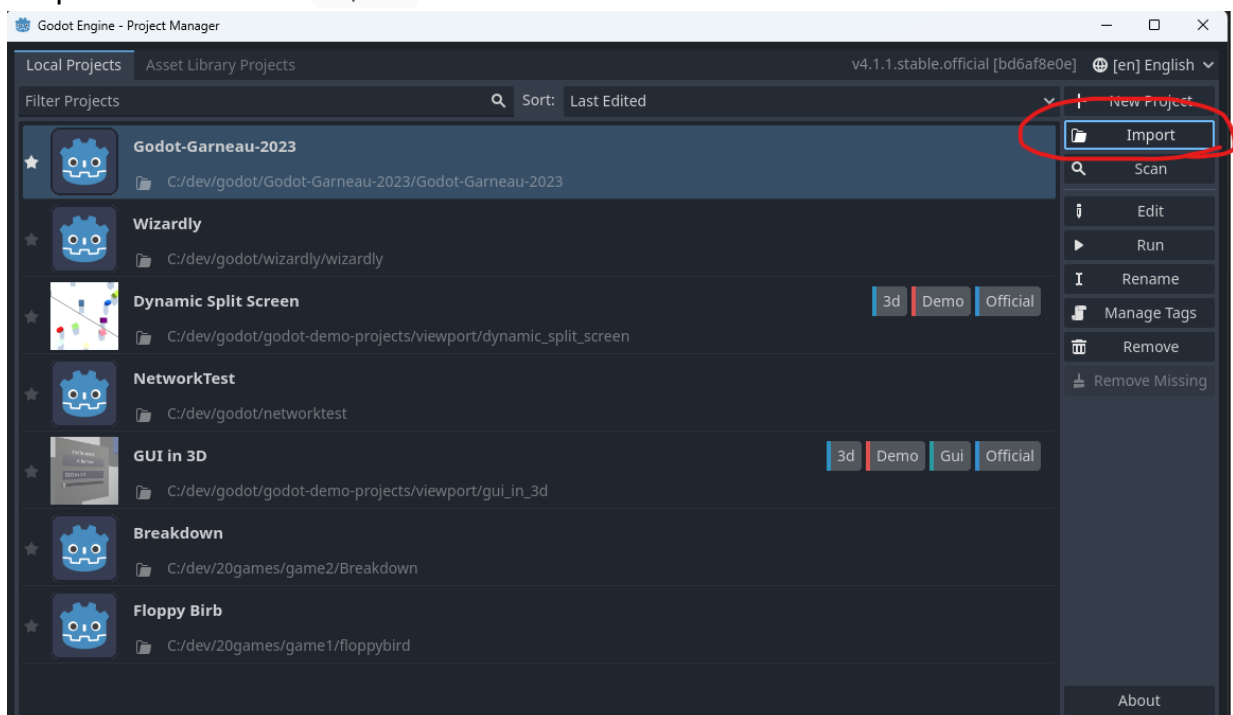 Godot Engine - Project Manager
Local Projects Asset Library Projects v4.1.1.stable.official [bd6af8e0e] [en] English
Filter Projects Sort: Last Edited New Project
Import
Scan
Edit
Run
Rename
Manage Tags
Remove
Remove Missing
Godot-Garneau-2023
C:/dev/godot/Godot-Garneau-2023/Godot-Garneau-2023
Wizardly
C:/dev/godot/wizardly/wizardly
Dynamic Split Screen 3d Demo Official
C:/dev/godot/godot-demo-projects/viewport/dynamic_split_screen
NetworkTest
C:/dev/godot/networktest
GUI in 3D 3d Demo Gui Official
C:/dev/godot/godot-demo-projects/viewport/gui_in_3d
Breakdown
C:/dev/20games/game2/Breakdown
Floppy Birb
C:/dev/20games/game1/floppybird
About